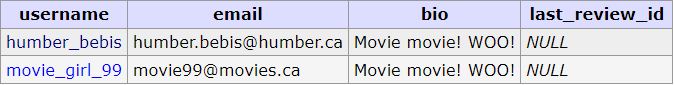 username email bio last_review_id
humber_bebis humber.bebis@humber.ca Movie movie! WOO! NULL
movie_girl_99 movie99@movies.ca Movie movie! WOO! NULL